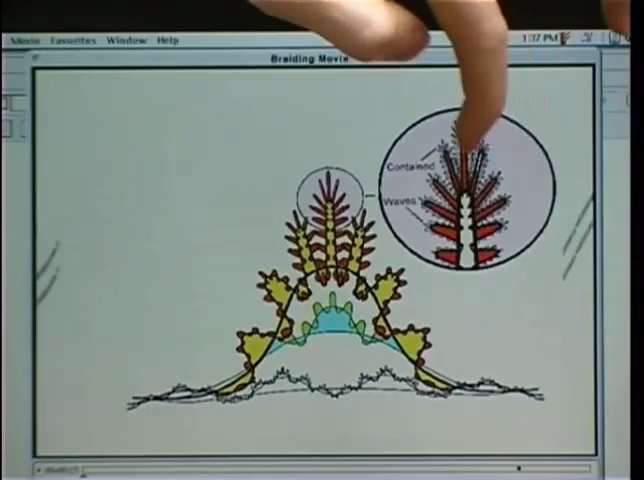 Movie Favorites Window Help
1:37 PM
Braiding Movie
Contained
Waves